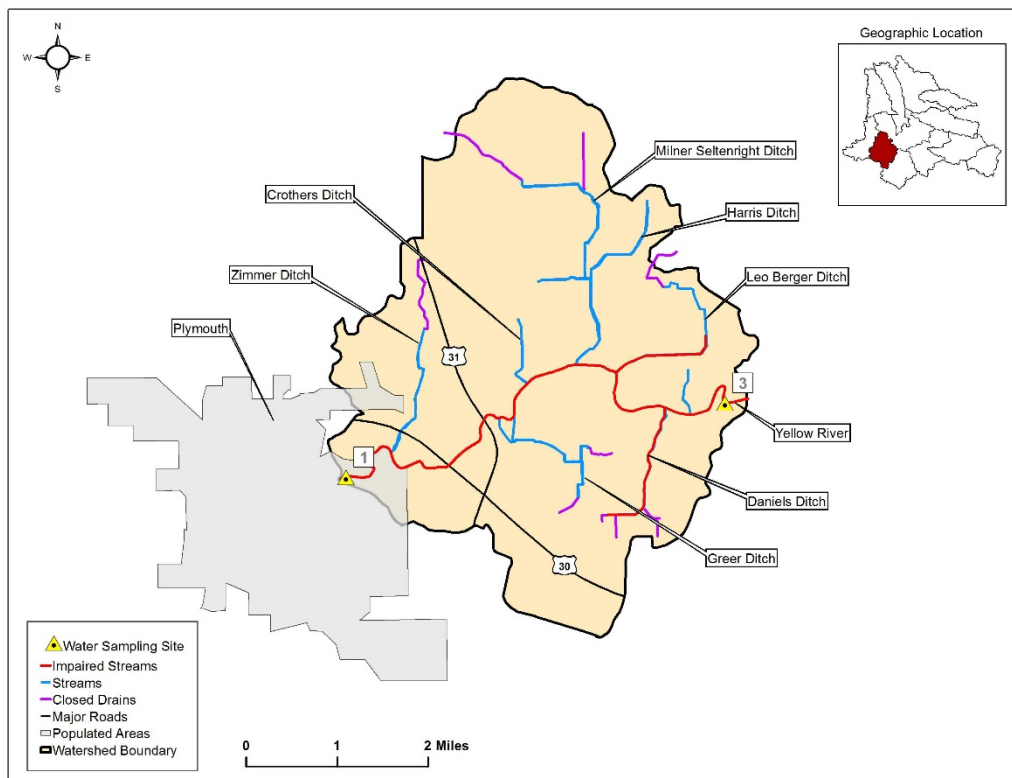 N
W E
S
Geographic Location
Milner Seltenright Ditch
Crothers Ditch
Harris Ditch
Zimmer Ditch
Leo Berger Ditch
Plymouth
31
3
Yellow River
1
Daniels Ditch
Greer Ditch
30
Water Sampling Site
Impaired Streams
Streams
Closed Drains
Major Roads
Populated Areas
Watershed Boundary
0 1 2 Miles